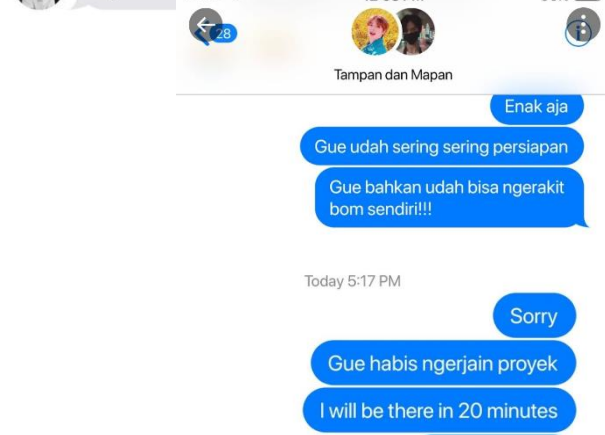 28
Tampan dan Mapan
Enak aja
Gue udah sering sering persiapan
Gue bahkan udah bisa ngerakit
bom sendiri!!!
Today 5:17 PM
Sorry
Gue habis ngerjain proyek
I will be there in 20 minutes